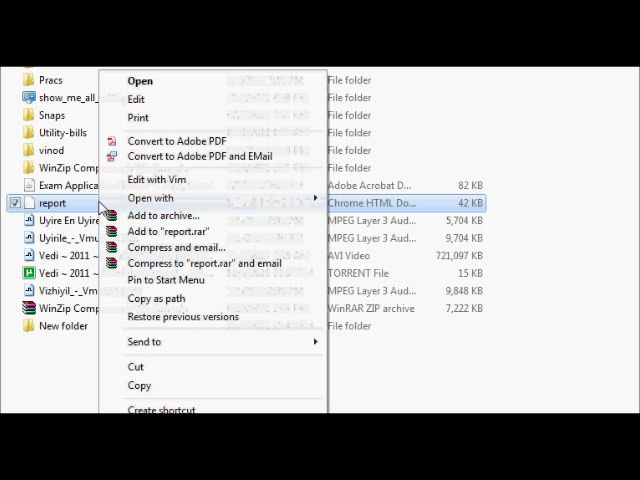 Pracs Open File folder
show_me_all_ Edit File folder
Snaps Print File folder
Utility-bills Convert to Adobe PDF File folder
vinod Convert to Adobe PDF and EMail File folder
WinZip Comp Edit with Vim File folder
Exam Applica Open with Adobe Acrobat D... 82 KB
report Chrome HTML Do... 42 KB
Uyire En Uyire Add to archive... MPEG Layer 3 Aud... 5,704 KB
Uyirile_-_Vmu Add to "report.rar" MPEG Layer 3 Aud... 9,704 KB
Vedi ~ 2011 ~ Compress and email... AVI Video 721,097 KB
Vedi ~ 2011 ~ Compress to "report.rar" and email TORRENT File 15 KB
Vizhiyil_-_Vm Pin to Start Menu MPEG Layer 3 Aud... 9,848 KB
WinZip Comp Copy as path WinRAR ZIP archive 7,222 KB
New folder Restore previous versions File folder
Send to
Cut
Copy
Create shortcut